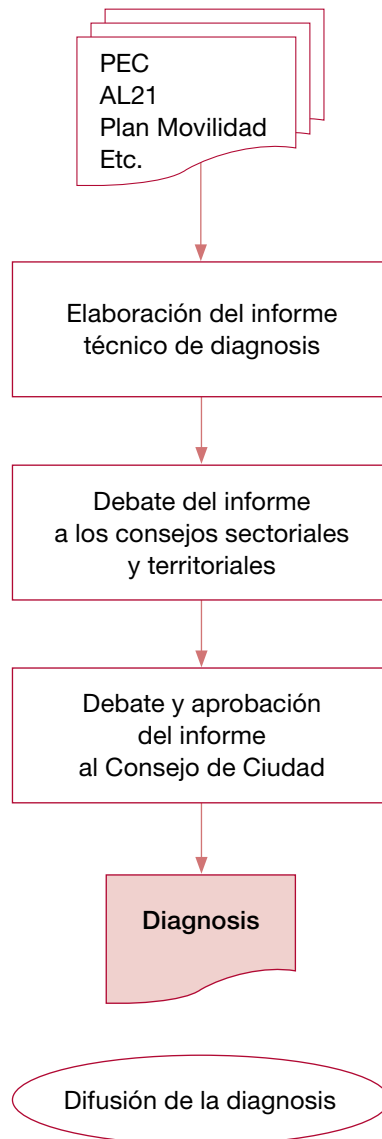 PEC
AL21
Plan Movilidad
Etc.
Elaboración del informe
técnico de diagnosis
Debate del informe
a los consejos sectoriales
y territoriales
Debate y aprobación
del informe
al Consejo de Ciudad
Diagnosis
Difusión de la diagnosis